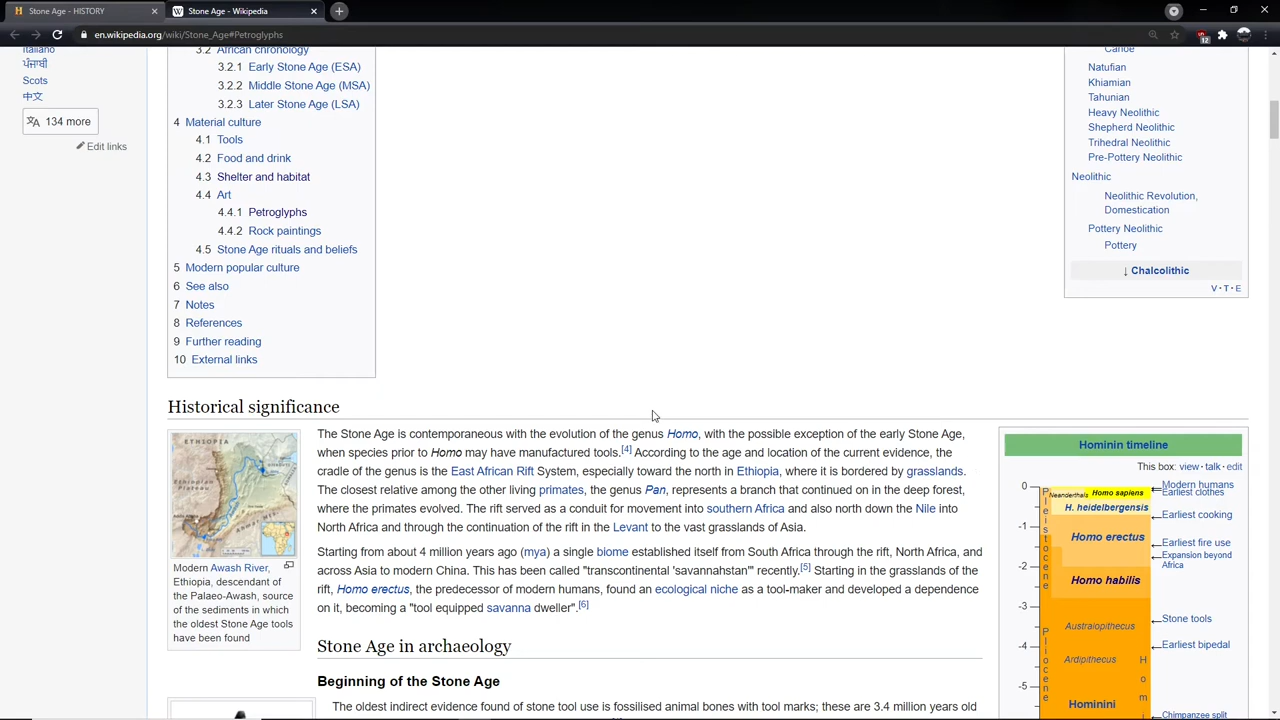 Stone Age - HISTORY
Stone Age - Wikipedia
en.wikipedia.org/wiki/Stone_Age#Petroglyphs
12
Italiano
ਪੰਜਾਬੀ
Scots
中文
134 more
Edit links
3.2 African chronology
3.2.1 Early Stone Age (ESA)
3.2.2 Middle Stone Age (MSA)
3.2.3 Later Stone Age (LSA)
4 Material culture
4.1 Tools
4.2 Food and drink
4.3 Shelter and habitat
4.4 Art
4.4.1 Petroglyphs
4.4.2 Rock paintings
4.5 Stone Age rituals and beliefs
5 Modern popular culture
6 See also
7 Notes
8 References
9 Further reading
10 External links
Canoe
Natufian
Khiamian
Tahunian
Heavy Neolithic
Shepherd Neolithic
Trihedral Neolithic
Pre-Pottery Neolithic
Neolithic
Neolithic Revolution,
Domestication
Pottery Neolithic
Pottery
↓ Chalcolithic
V · T · E
Historical significance
ETHIOPIA
Ethiopian
Plateau
Modern Awash River,
Ethiopia, descendant of
the Palaeo-Awash, source
of the sediments in which
the oldest Stone Age tools
have been found
The Stone Age is contemporaneous with the evolution of the genus Homo, with the possible exception of the early Stone Age,
when species prior to Homo may have manufactured tools.[4] According to the age and location of the current evidence, the
cradle of the genus is the East African Rift System, especially toward the north in Ethiopia, where it is bordered by grasslands.
The closest relative among the other living primates, the genus Pan, represents a branch that continued on in the deep forest,
where the primates evolved. The rift served as a conduit for movement into southern Africa and also north down the Nile into
North Africa and through the continuation of the rift in the Levant to the vast grasslands of Asia.
Starting from about 4 million years ago (mya) a single biome established itself from South Africa through the rift, North Africa, and
across Asia to modern China. This has been called "transcontinental 'savannahstan'" recently.[5] Starting in the grasslands of the
rift, Homo erectus, the predecessor of modern humans, found an ecological niche as a tool-maker and developed a dependence
on it, becoming a "tool equipped savanna dweller".[6]
Stone Age in archaeology
Beginning of the Stone Age
The oldest indirect evidence found of stone tool use is fossilised animal bones with tool marks; these are 3.4 million years old
Hominin timeline
This box: view · talk · edit
0
-1
-2
-3
-4
-5
Pleistocene
Pliocene
Neanderthals
Homo sapiens
H. heidelbergensis
Homo erectus
Homo habilis
Australopithecus
Ardipithecus
Hominini
H o m i
←Modern humans
←Earliest clothes
←Earliest cooking
←Earliest fire use
←Expansion beyond
Africa
←Stone tools
←Earliest bipedal
←Chimpanzee split